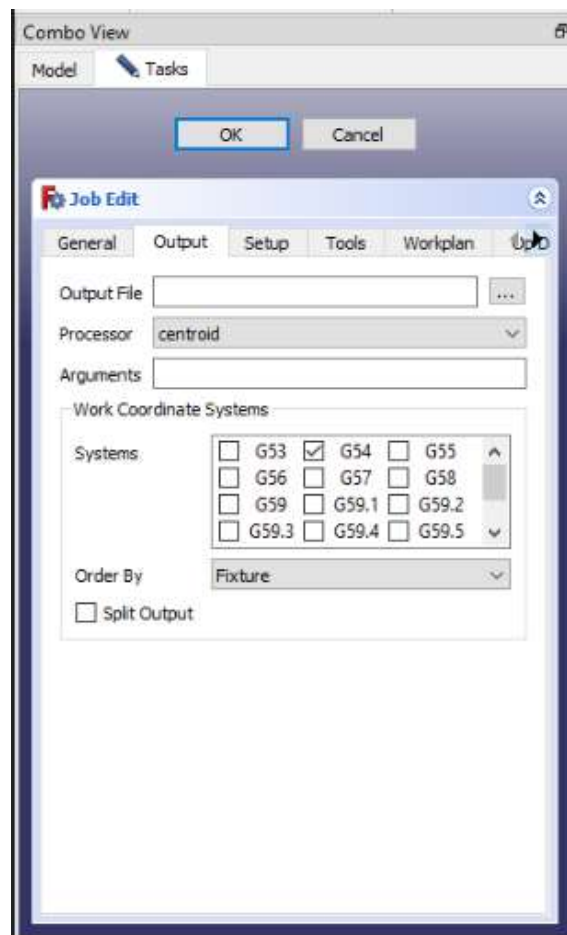 Combo View
Model Tasks
OK Cancel
Job Edit
General Output Setup Tools Workplan
Output File ...
Processor centroid
Arguments
Work Coordinate Systems
Systems G53 G54 G55
G56 G57 G58
G59 G59.1 G59.2
G59.3 G59.4 G59.5
Order By Fixture
Split Output